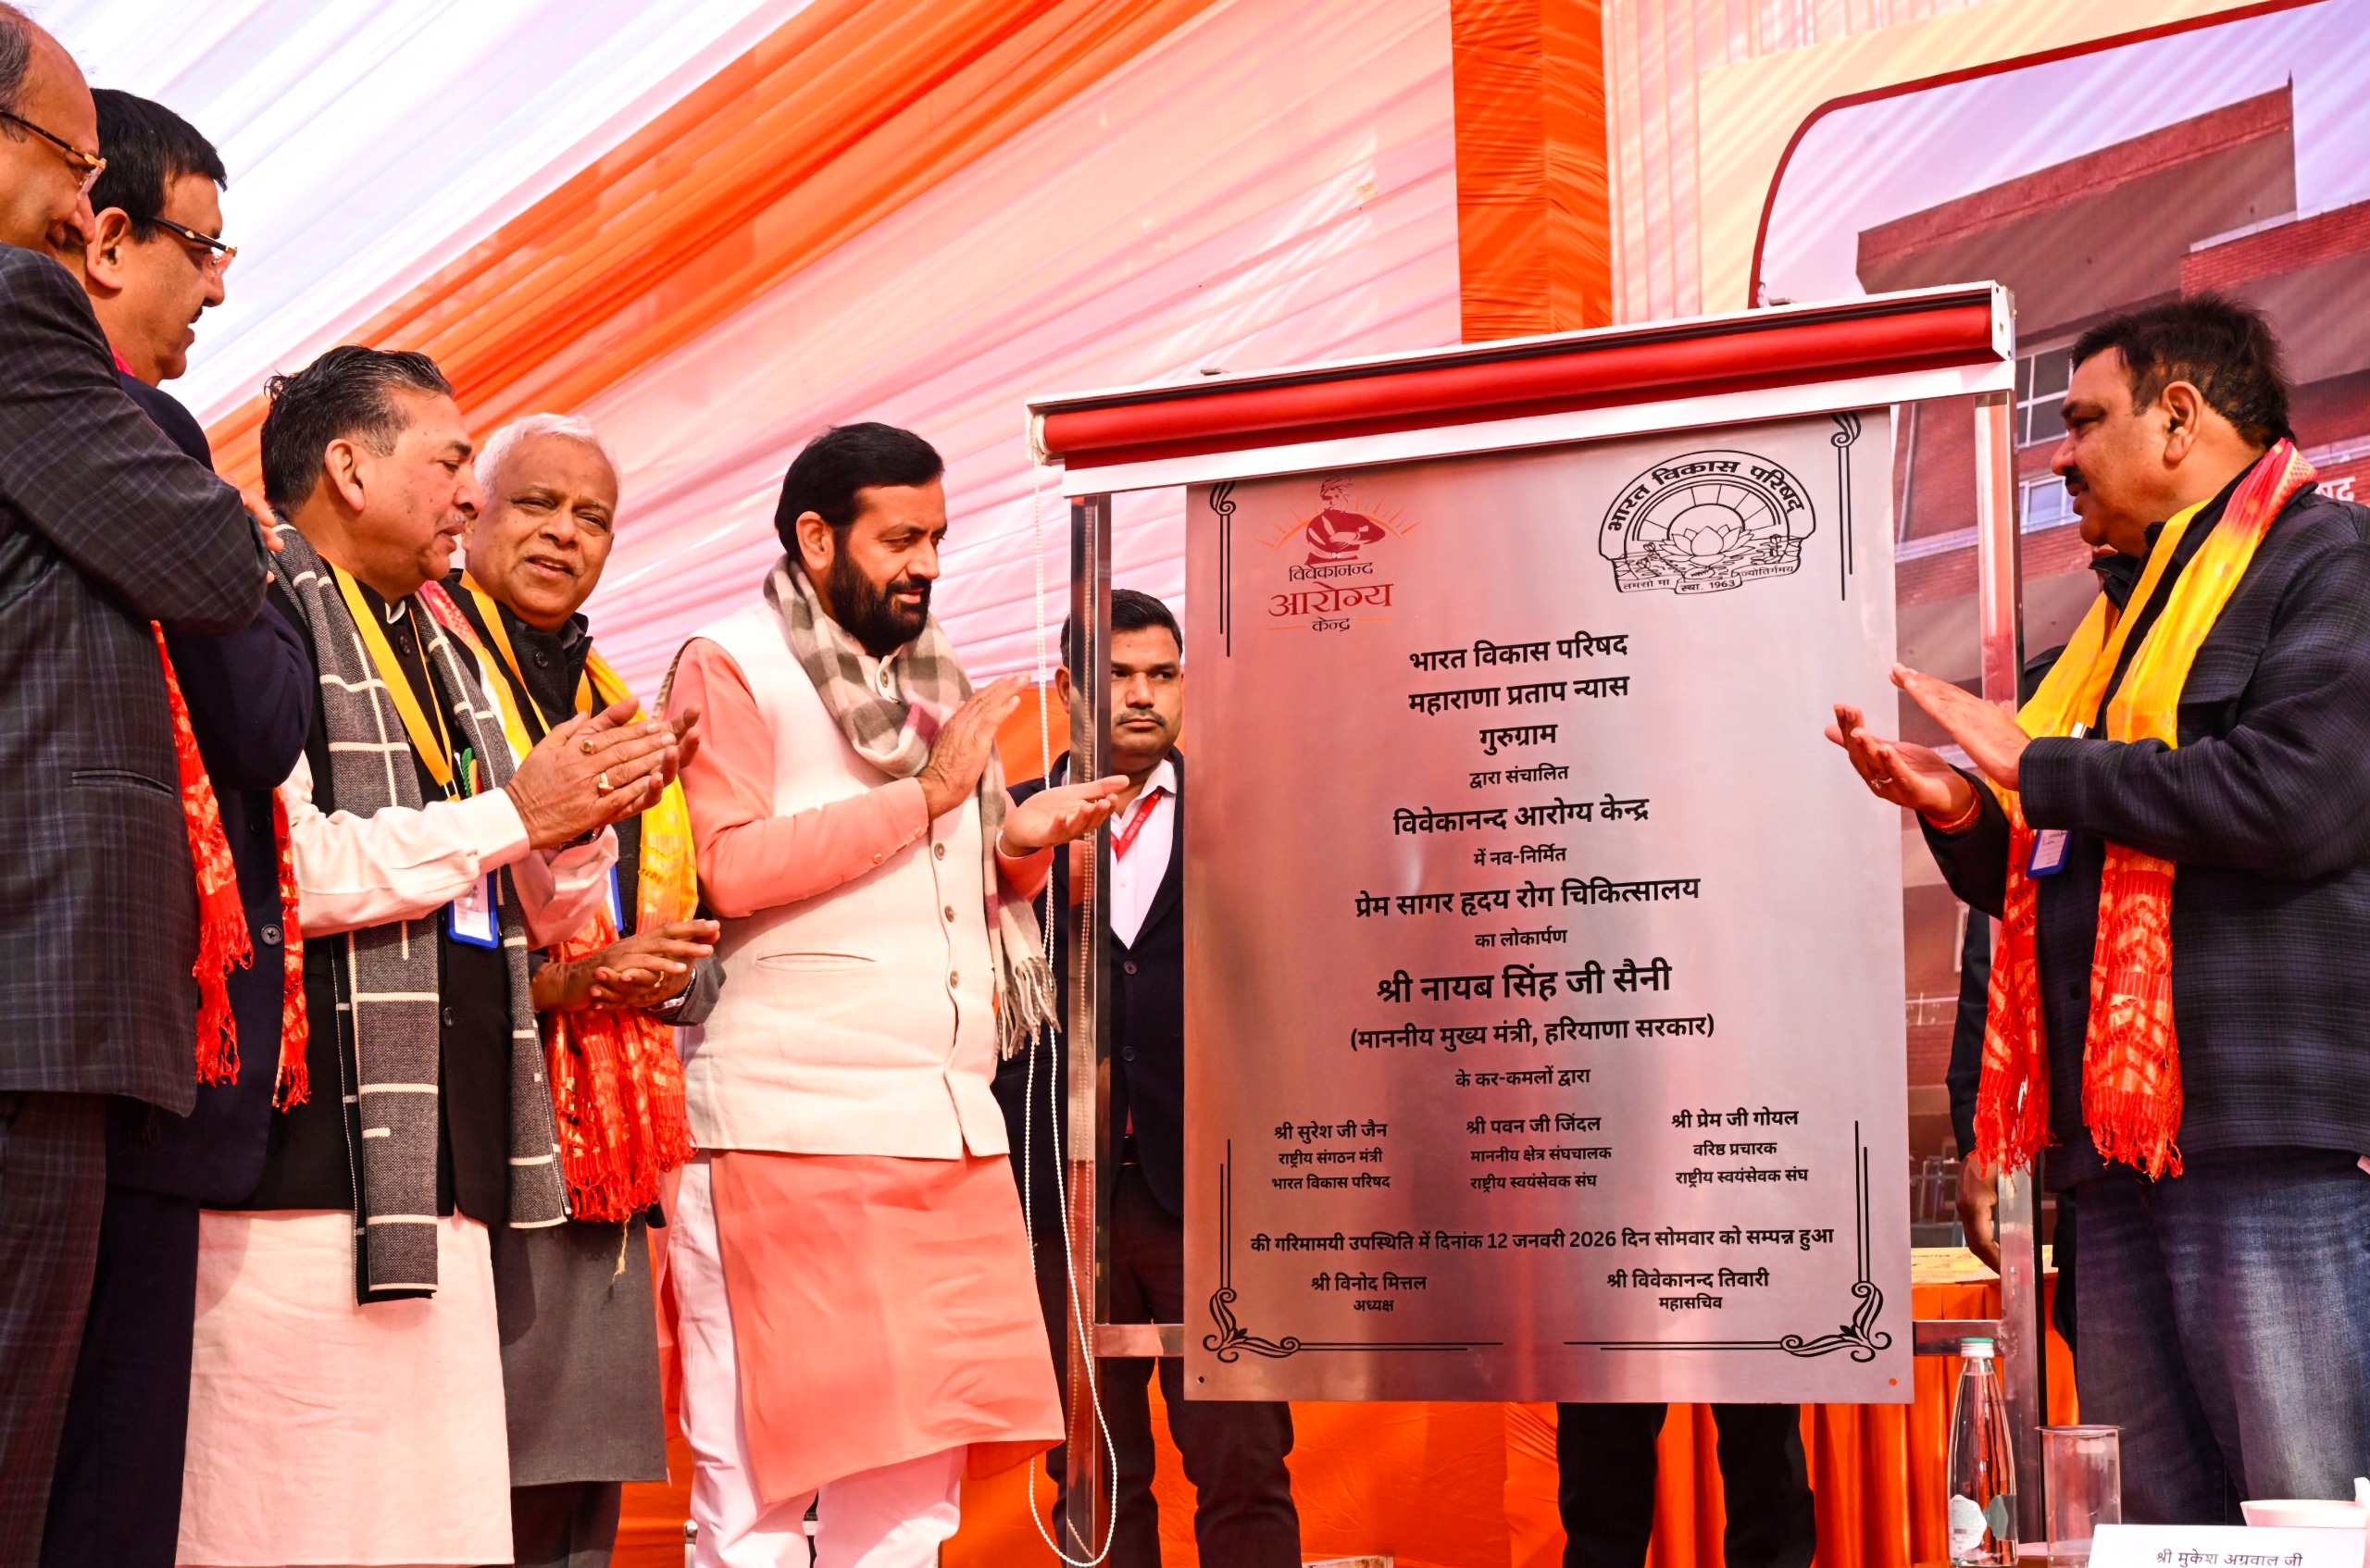 विवेकानन्द
आरोग्य
केन्द्र
भारत विकास परिषद
तमसो मा
स्था. 1963
ज्योतिर्गमय
भारत विकास परिषद
महाराणा प्रताप न्यास
गुरुग्राम
द्वारा संचालित
विवेकानन्द आरोग्य केन्द्र
में नव-निर्मित
प्रेम सागर हृदय रोग चिकित्सालय
का लोकार्पण
श्री नायब सिंह जी सैनी
(माननीय मुख्य मंत्री, हरियाणा सरकार)
के कर-कमलों द्वारा
श्री सुरेश जी जैन
राष्ट्रीय संगठन मंत्री
भारत विकास परिषद
श्री पवन जी जिंदल
माननीय क्षेत्र संघचालक
राष्ट्रीय स्वयंसेवक संघ
श्री प्रेम जी गोयल
वरिष्ठ प्रचारक
राष्ट्रीय स्वयंसेवक संघ
की गरिमामयी उपस्थिति में दिनांक 12 जनवरी 2026 दिन सोमवार को सम्पन्न हुआ
श्री विनोद मित्तल
अध्यक्ष
श्री विवेकानन्द तिवारी
महासचिव
श्री मुकेश अग्रवाल जी